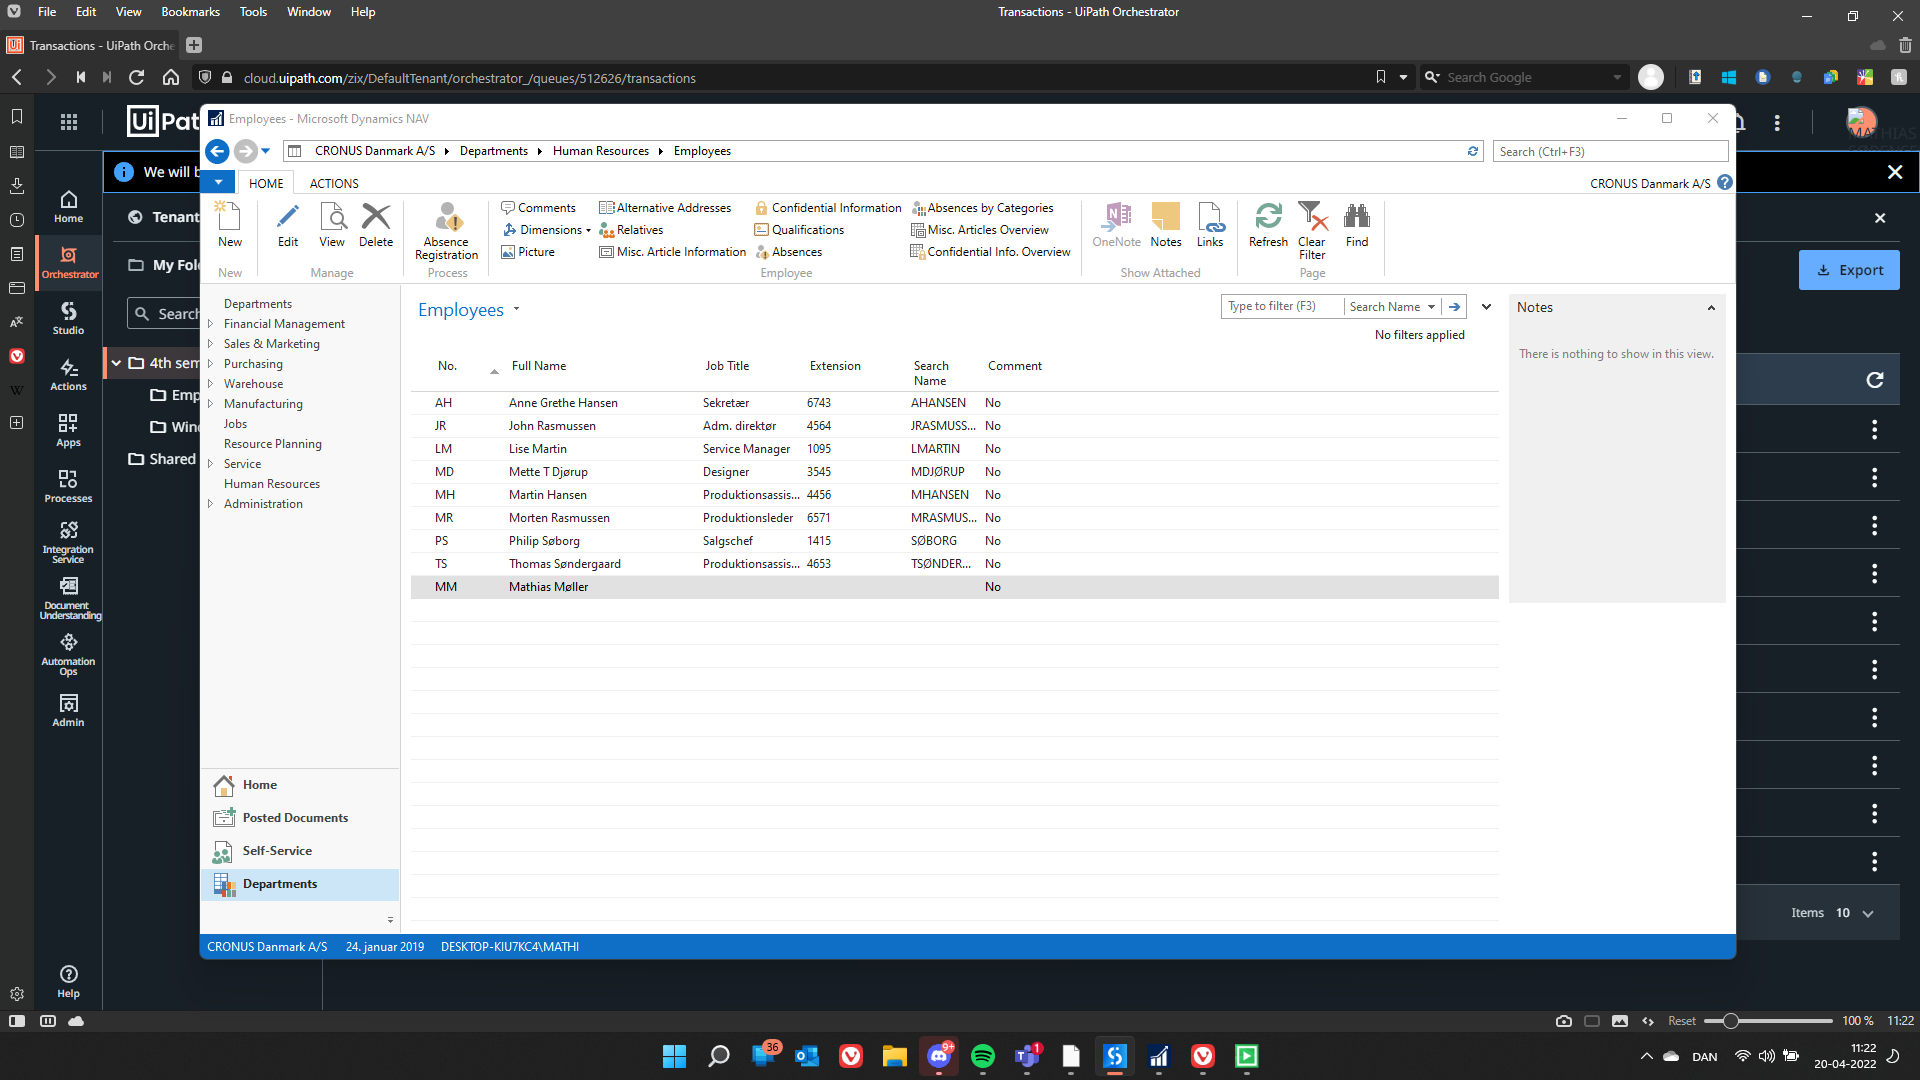 File Edit View Bookmarks Tools Window Help
Transactions - UiPath Orchestrator
Transactions - UiPath Orche
cloud.uipath.com/zix/DefaultTenant/orchestrator_/queues/512626/transactions
Search Google
UiPat
Employees - Microsoft Dynamics NAV
CRONUS Danmark A/S Departments Human Resources Employees
Search (Ctrl+F3)
We will b
HOME ACTIONS
CRONUS Danmark A/S
New
Edit
View
Delete
Absence Registration
Comments
Dimensions
Picture
Alternative Addresses
Relatives
Misc. Article Information
Confidential Information
Qualifications
Absences
Absences by Categories
Misc. Articles Overview
Confidential Info. Overview
OneNote
Notes
Links
Refresh
Clear Filter
Find
New
Manage
Process
Employee
Show Attached
Page
Home
Orchestrator
Studio
Actions
Apps
Processes
Integration Service
Document Understanding
Automation Ops
Admin
Help
Tenant
My Fol
Search
4th sem
Emp
Wind
Shared
Export
Departments
Financial Management
Sales & Marketing
Purchasing
Warehouse
Manufacturing
Jobs
Resource Planning
Service
Human Resources
Administration
Home
Posted Documents
Self-Service
Departments
Employees
Type to filter (F3) Search Name
No filters applied
No. Full Name Job Title Extension Search Name Comment
AH Anne Grethe Hansen Sekretær 6743 AHANSEN No
JR John Rasmussen Adm. direktør 4564 JRASMUSS... No
LM Lise Martin Service Manager 1095 LMARTIN No
MD Mette T Djørup Designer 3545 MDJØRUP No
MH Martin Hansen Produktionsassis... 4456 MHANSEN No
MR Morten Rasmussen Produktionsleder 6571 MRASMUS... No
PS Philip Søborg Salgschef 1415 SØBORG No
TS Thomas Søndergaard Produktionsassis... 4653 TSØNDER... No
MM Mathias Møller No
Notes
There is nothing to show in this view.
Items 10
CRONUS Danmark A/S 24. januar 2019 DESKTOP-KIU7KC4\MATHI
Reset 100 % 11:22
36
9+
1
DAN
11:22
20-04-2022